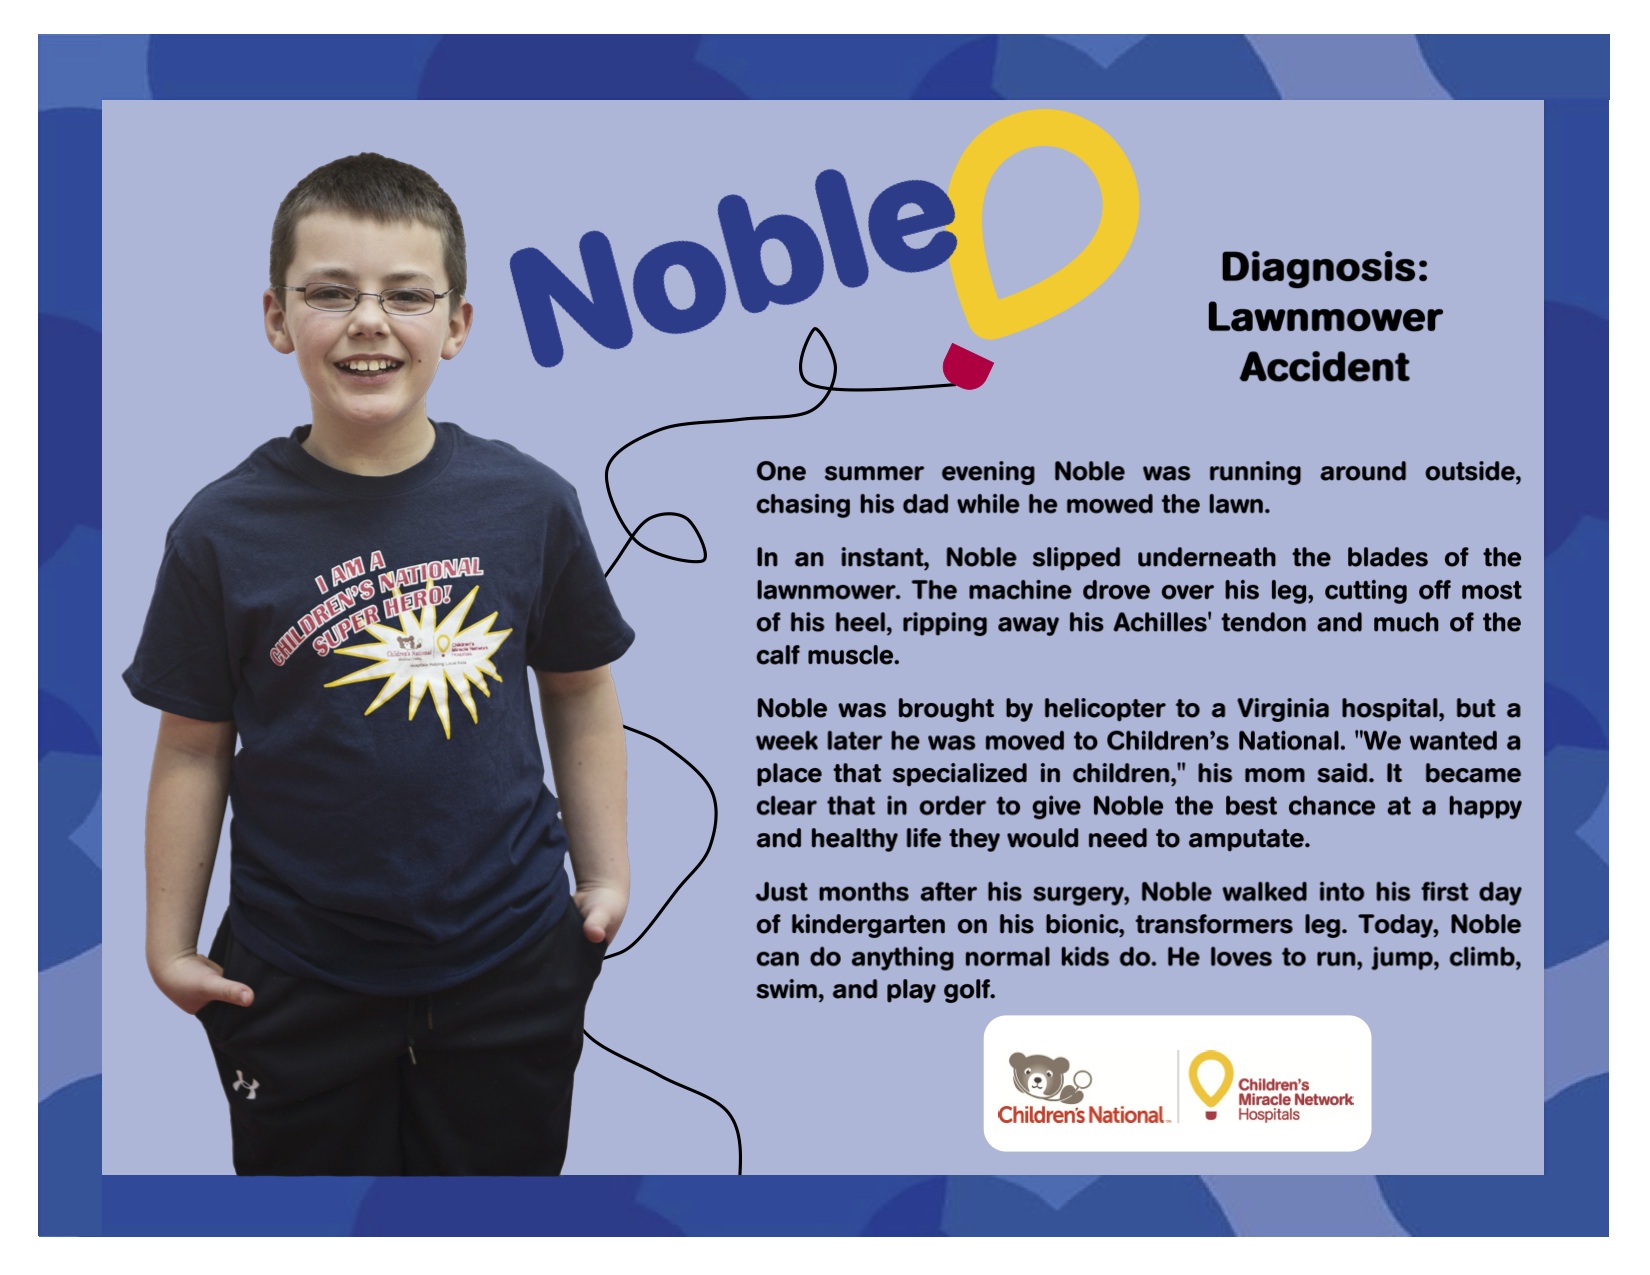 Noble
Diagnosis:
Lawnmower
Accident
One summer evening Noble was running around outside,
chasing his dad while he mowed the lawn.
In an instant, Noble slipped underneath the blades of the
lawnmower. The machine drove over his leg, cutting off most
of his heel, ripping away his Achilles' tendon and much of the
calf muscle.
Noble was brought by helicopter to a Virginia hospital, but a
week later he was moved to Children’s National. "We wanted a
place that specialized in children," his mom said. It became
clear that in order to give Noble the best chance at a happy
and healthy life they would need to amputate.
Just months after his surgery, Noble walked into his first day
of kindergarten on his bionic, transformers leg. Today, Noble
can do anything normal kids do. He loves to run, jump, climb,
swim, and play golf.
I AM A
CHILDREN'S NATIONAL
SUPER HERO!
Children's National
Children's
Miracle Network
Hospitals
Children's National™
Children's
Miracle Network
Hospitals